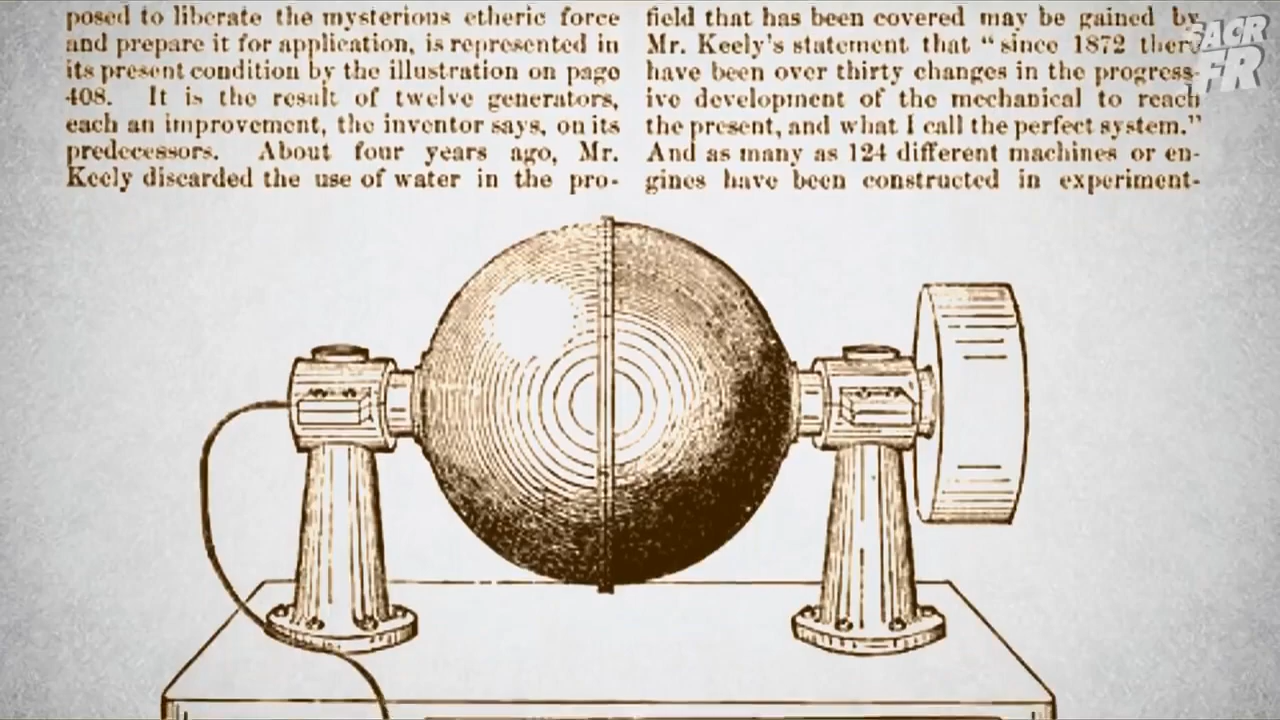 posed to liberate the mysterious etheric force
and prepare it for application, is represented in
its present condition by the illustration on page
408. It is the result of twelve generators,
each an improvement, the inventor says, on its
predecessors. About four years ago, Mr.
Keely discarded the use of water in the pro-
field that has been covered may be gained by
Mr. Keely's statement that "since 1872 there
have been over thirty changes in the progress-
ive development of the mechanical to reach
the present, and what I call the perfect system."
And as many as 124 different machines or en-
gines have been constructed in experiment-
SACR
FR